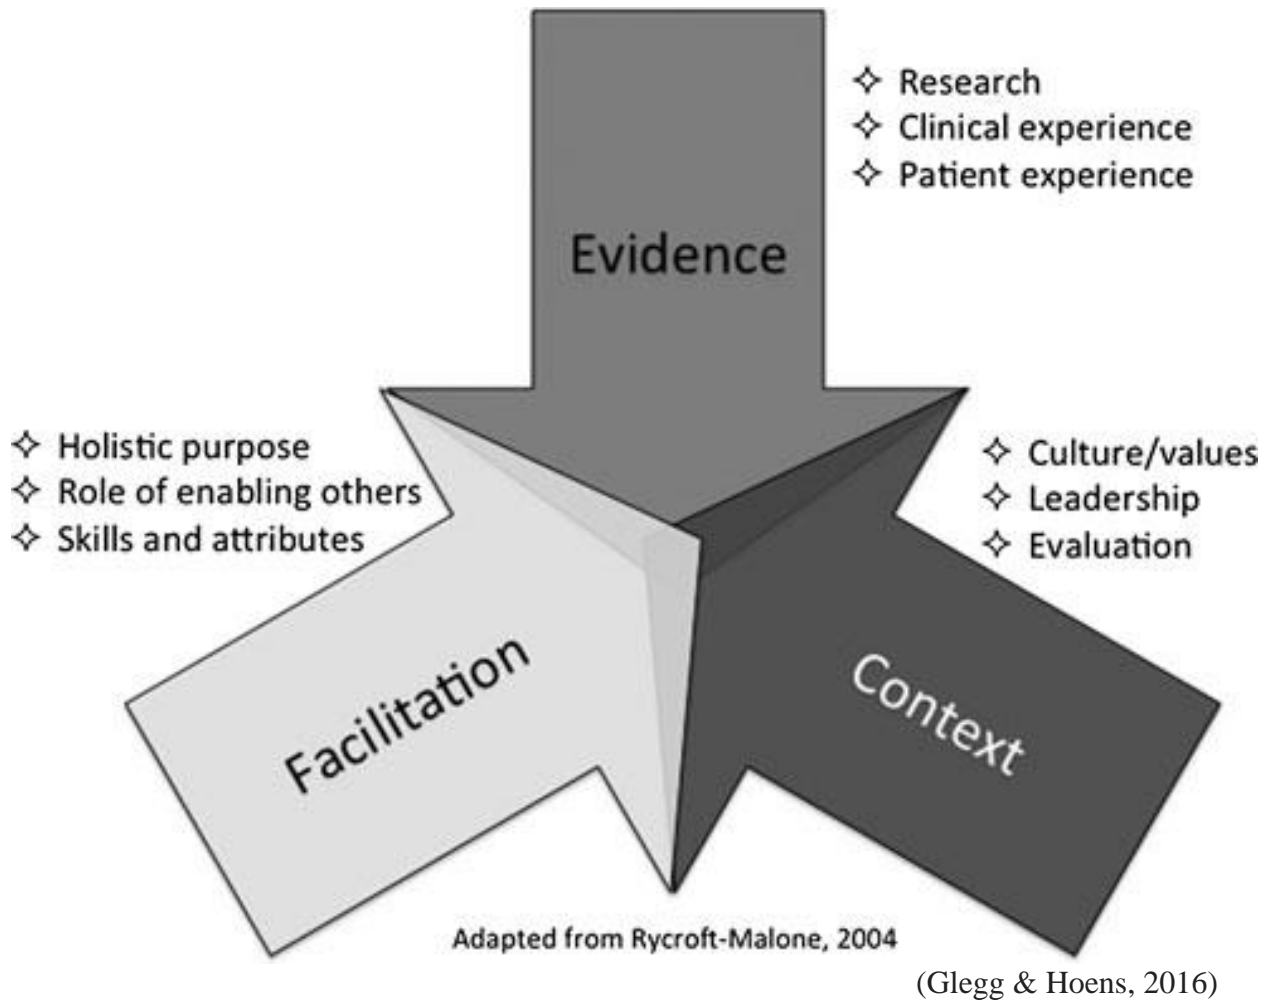 ✧ Research
✧ Clinical experience
✧ Patient experience
Evidence
✧ Holistic purpose
✧ Role of enabling others
✧ Skills and attributes
✧ Culture/values
✧ Leadership
✧ Evaluation
Facilitation
Context
Adapted from Rycroft-Malone, 2004
(Glegg & Hoens, 2016)